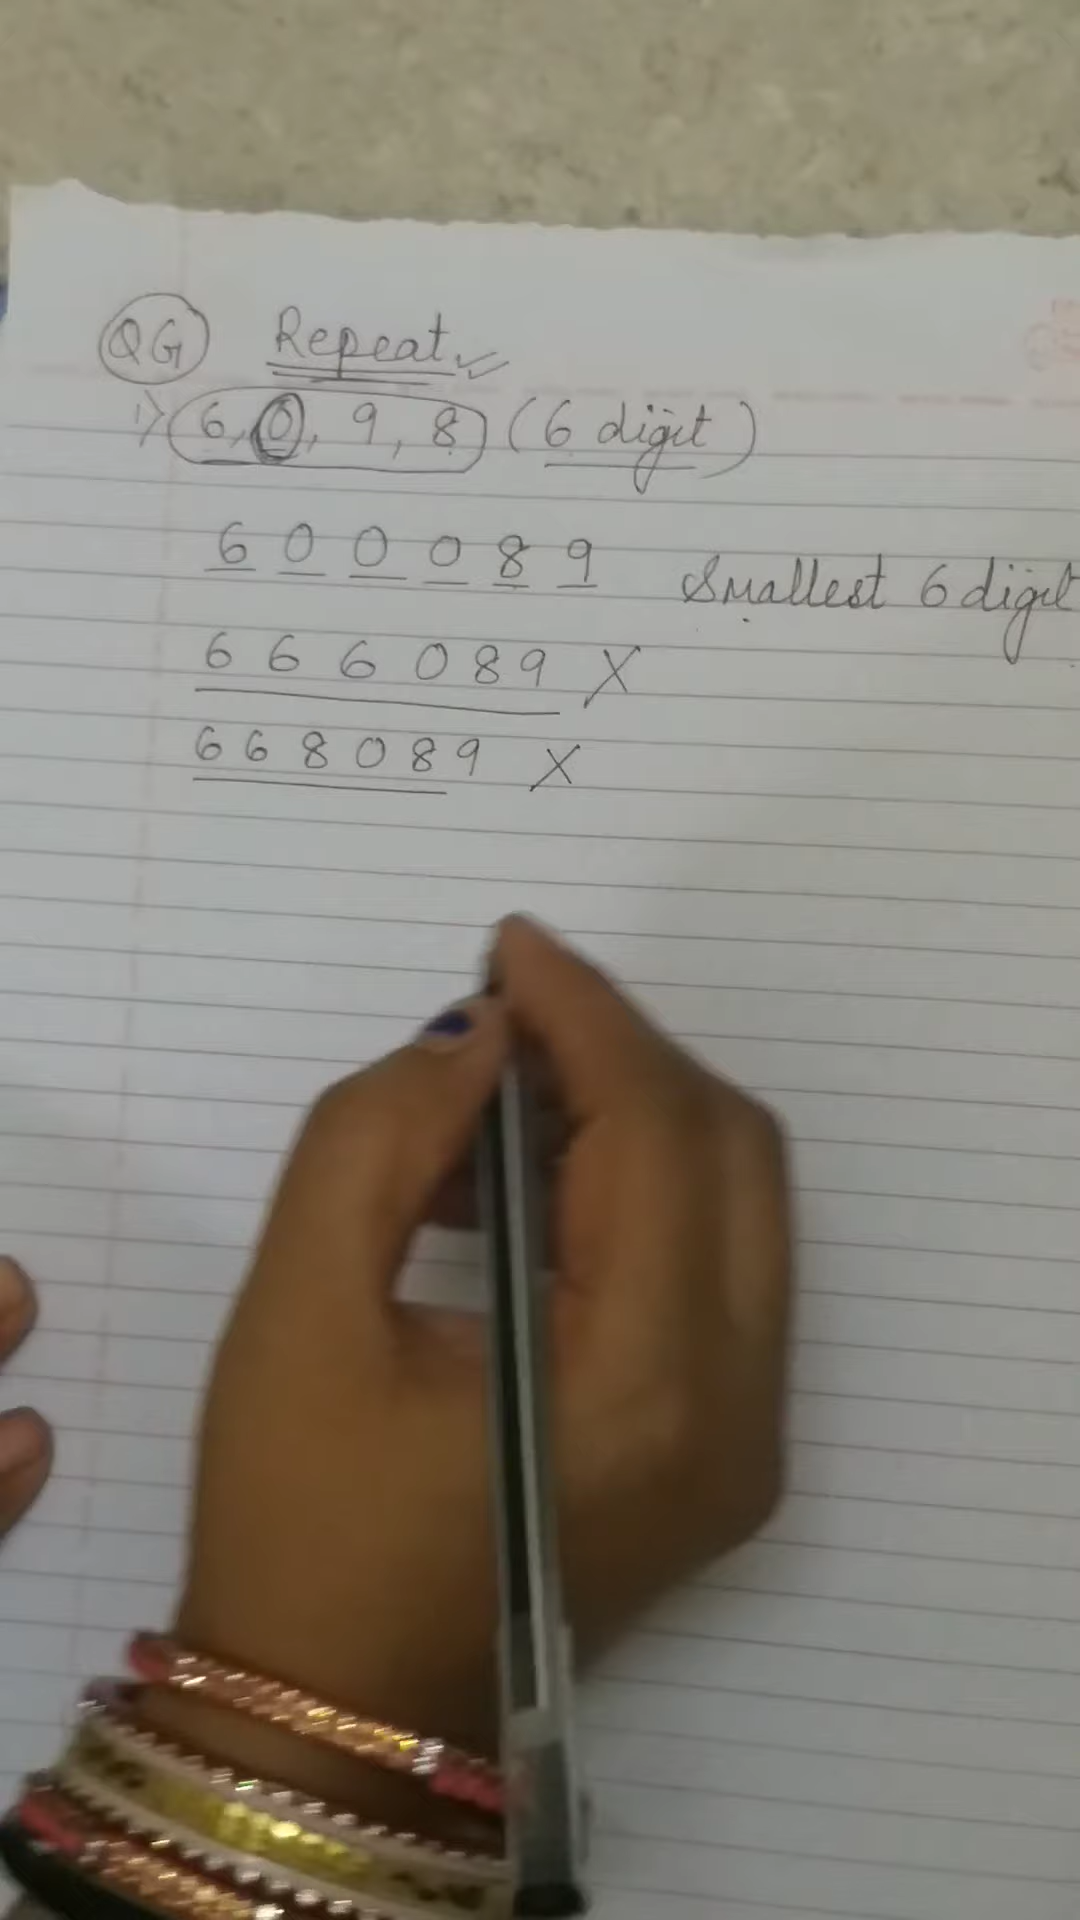 QG Repeat
1) 6, 0, 9, 8 (6 digit)
6 0 0 0 8 9 Smallest 6 digit
6 6 6 0 8 9 X
6 6 8 0 8 9 X